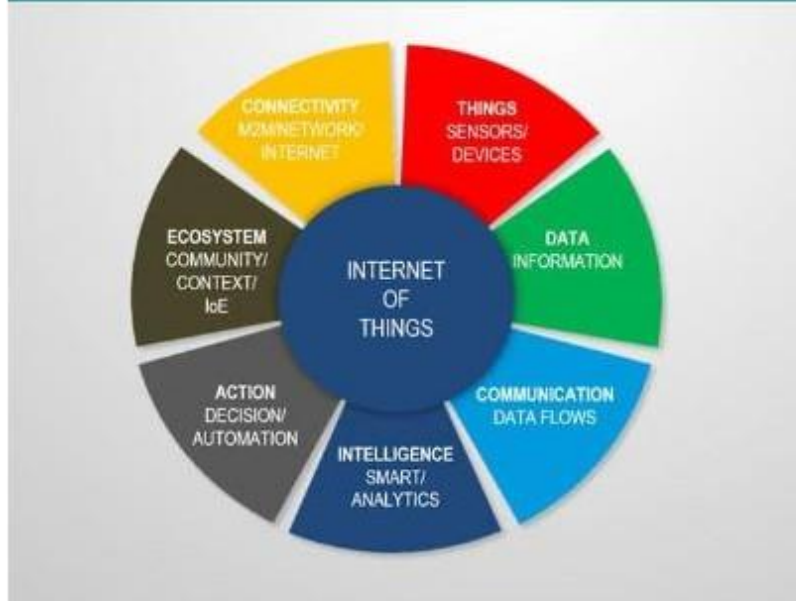 CONNECTIVITY
M2M/NETWORK/
INTERNET
THINGS
SENSORS/
DEVICES
DATA
INFORMATION
COMMUNICATION
DATA FLOWS
INTELLIGENCE
SMART/
ANALYTICS
ACTION
DECISION/
AUTOMATION
ECOSYSTEM
COMMUNITY/
CONTEXT/
IoE
INTERNET
OF
THINGS